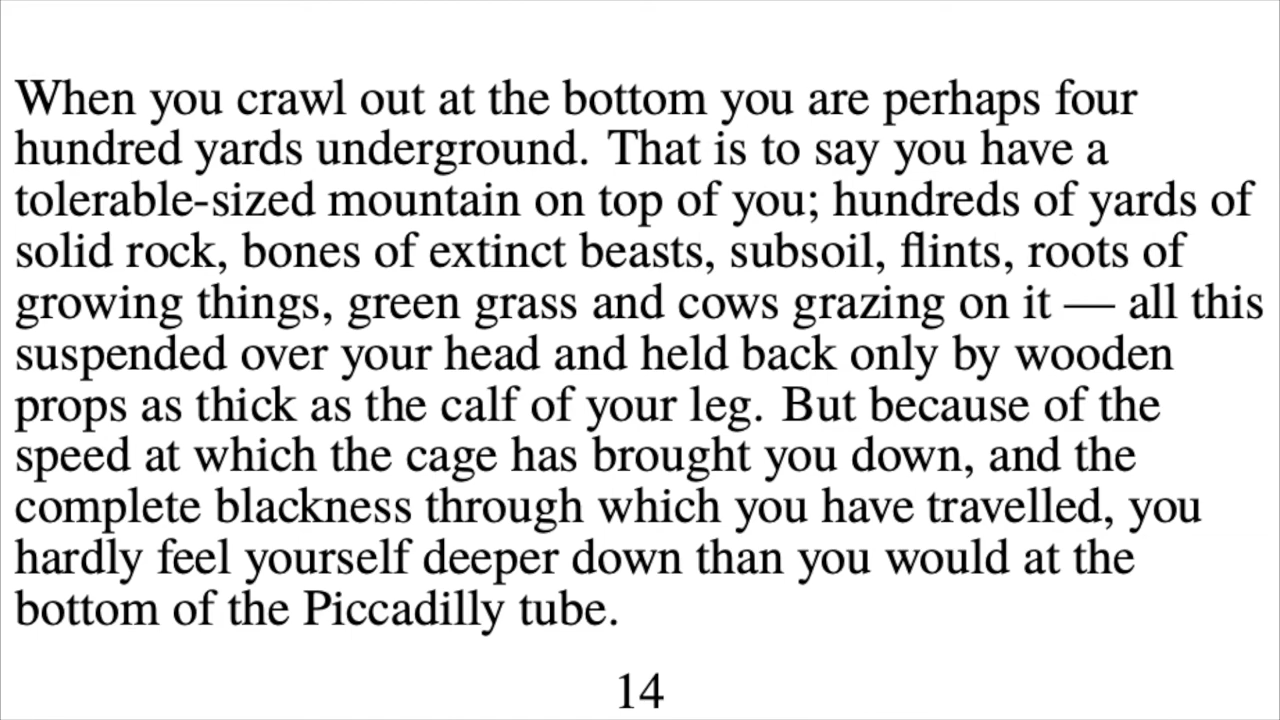 When you crawl out at the bottom you are perhaps four
hundred yards underground. That is to say you have a
tolerable-sized mountain on top of you; hundreds of yards of
solid rock, bones of extinct beasts, subsoil, flints, roots of
growing things, green grass and cows grazing on it — all this
suspended over your head and held back only by wooden
props as thick as the calf of your leg. But because of the
speed at which the cage has brought you down, and the
complete blackness through which you have travelled, you
hardly feel yourself deeper down than you would at the
bottom of the Piccadilly tube.
14